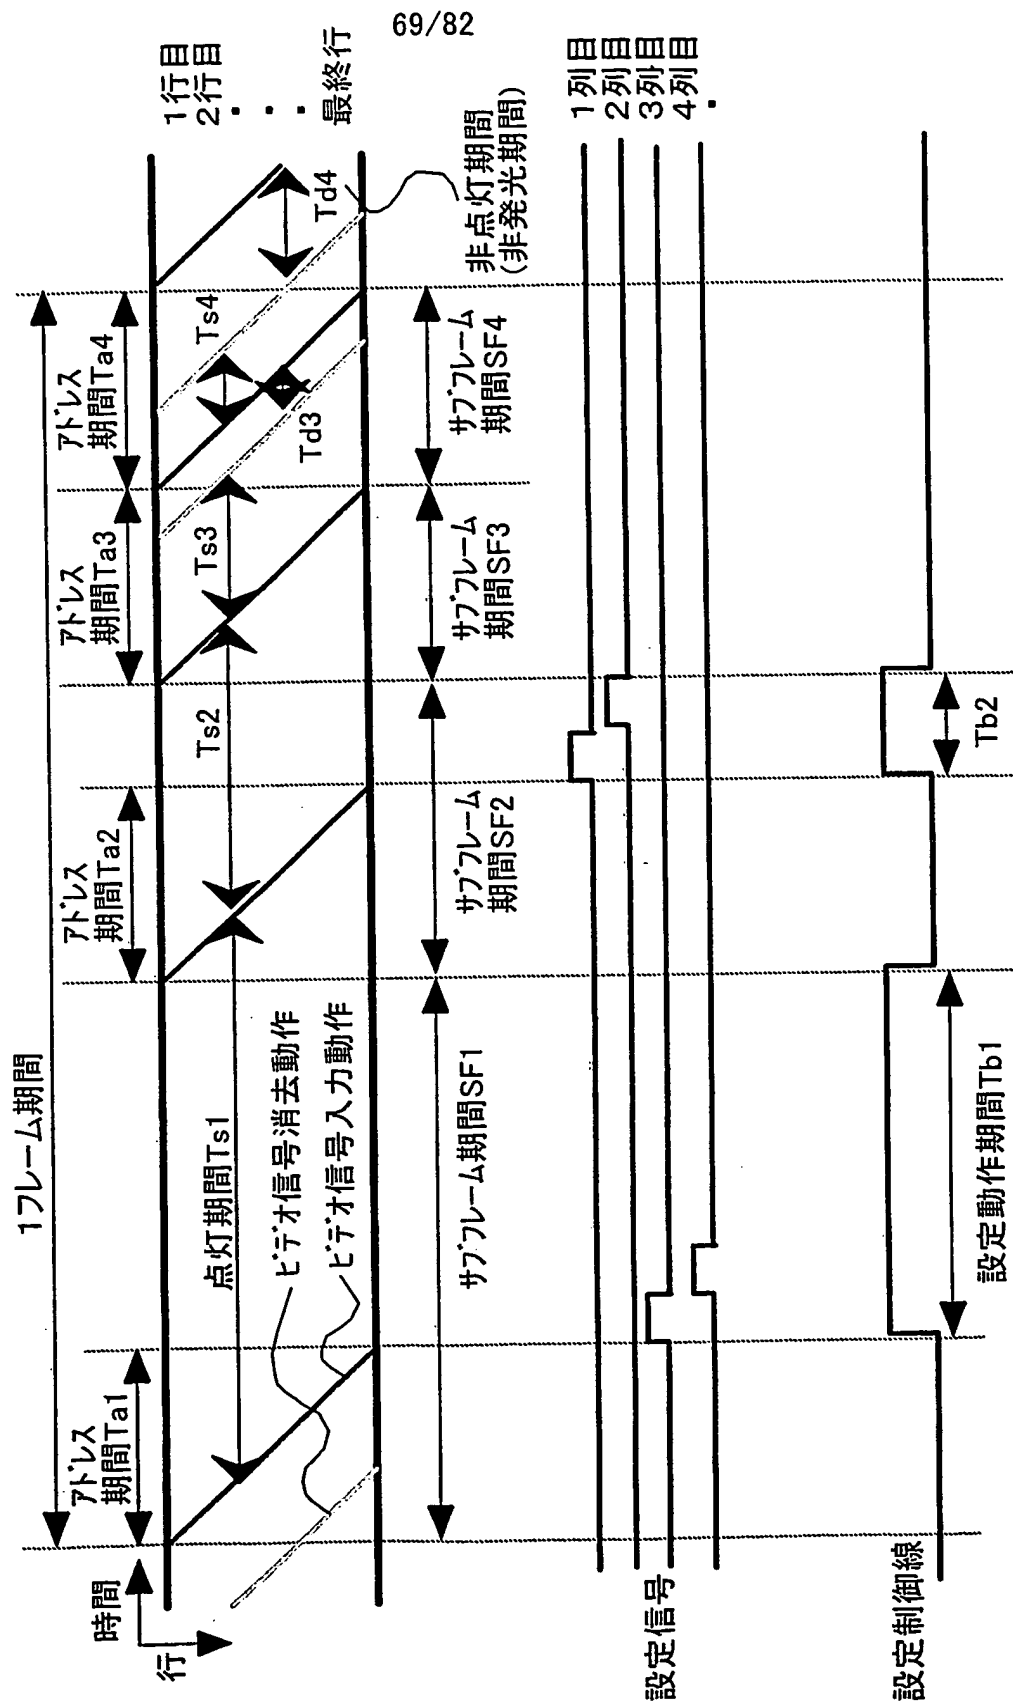 69/82
1フレーム期間
アドレス
期間Ta1
アドレス
期間Ta2
アドレス
期間Ta3
アドレス
期間Ta4
時間
行
1行目
2行目
・
・
・
最終行
点灯期間Ts1
Ts2
Ts3
Ts4
Td3
Td4
ビデオ信号消去動作
ビデオ信号入力動作
非点灯期間
(非発光期間)
サブフレーム期間SF1
サブフレーム
期間SF2
サブフレーム
期間SF3
サブフレーム
期間SF4
設定信号
1列目
2列目
3列目
4列目
・
設定制御線
設定動作期間Tb1
Tb2